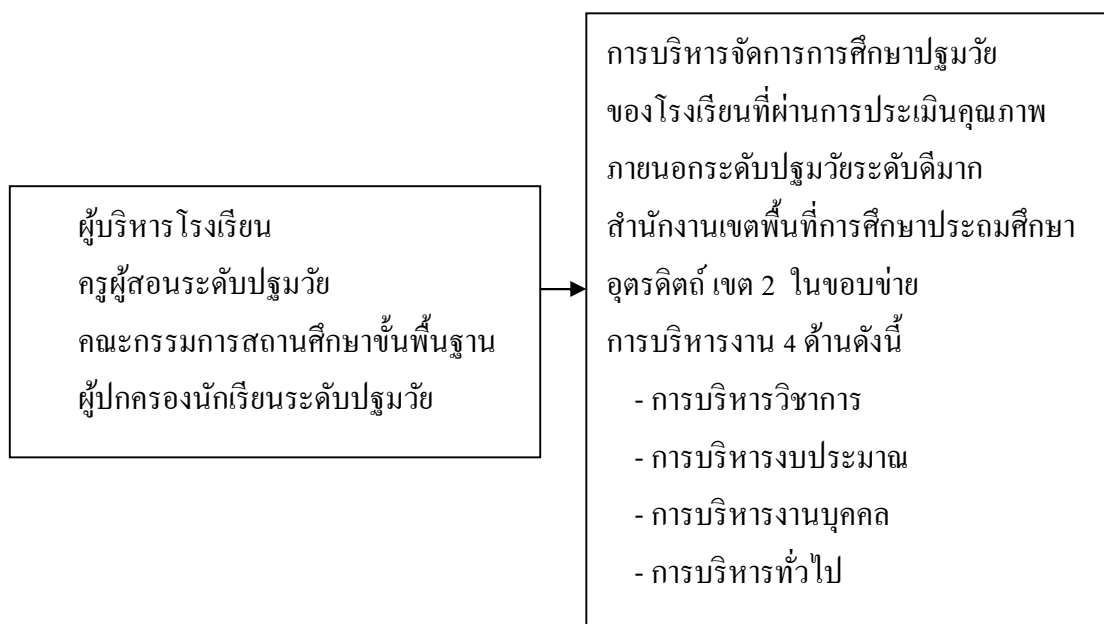 ผู้บริหารโรงเรียน
ครูผู้สอนระดับปฐมวัย
คณะกรรมการสถานศึกษาขั้นพื้นฐาน
ผู้ปกครองนักเรียนระดับปฐมวัย
การบริหารจัดการการศึกษาปฐมวัย
ของโรงเรียนที่ผ่านการประเมินคุณภาพ
ภายนอกระดับปฐมวัยระดับดีมาก
สำนักงานเขตพื้นที่การศึกษาประถมศึกษา
อุตรดิตถ์ เขต 2 ในขอบข่าย
การบริหารงาน 4 ด้านดังนี้
- การบริหารวิชาการ
- การบริหารงบประมาณ
- การบริหารงานบุคคล
- การบริหารทั่วไป